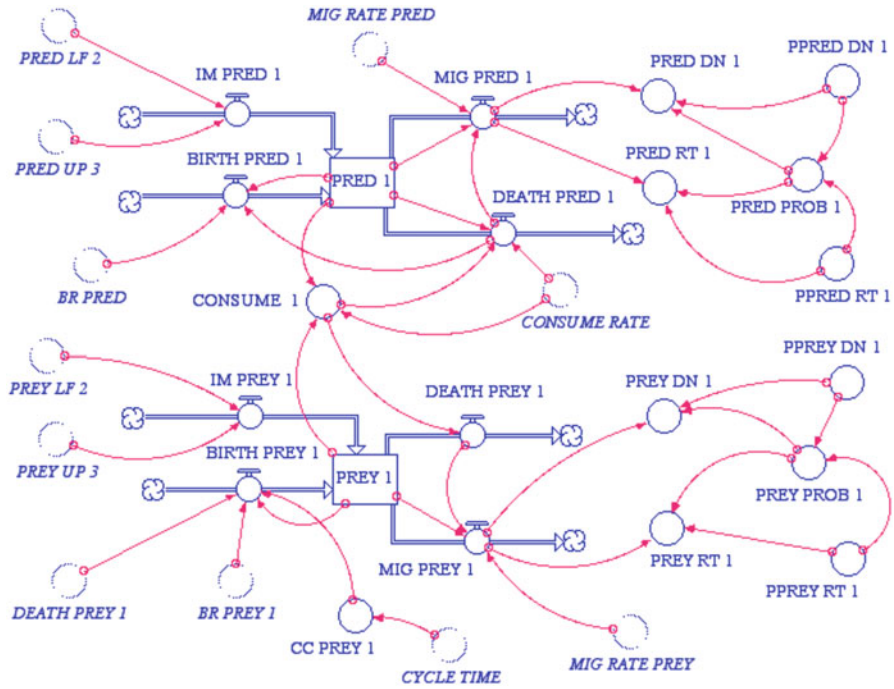 MIG RATE PRED
PRED LF 2
IM PRED 1
MIG PRED 1
PRED DN 1
PPRED DN 1
PRED UP 3
BIRTH PRED 1
PRED 1
PRED RT 1
DEATH PRED 1
PRED PROB 1
BR PRED
CONSUME 1
CONSUME RATE
PPRED RT 1
PREY LF 2
IM PREY 1
DEATH PREY 1
PREY DN 1
PPREY DN 1
PREY UP 3
BIRTH PREY 1
PREY 1
PREY PROB 1
DEATH PREY 1
BR PREY 1
CC PREY 1
MIG PREY 1
PREY RT 1
PPREY RT 1
CYCLE TIME
MIG RATE PREY